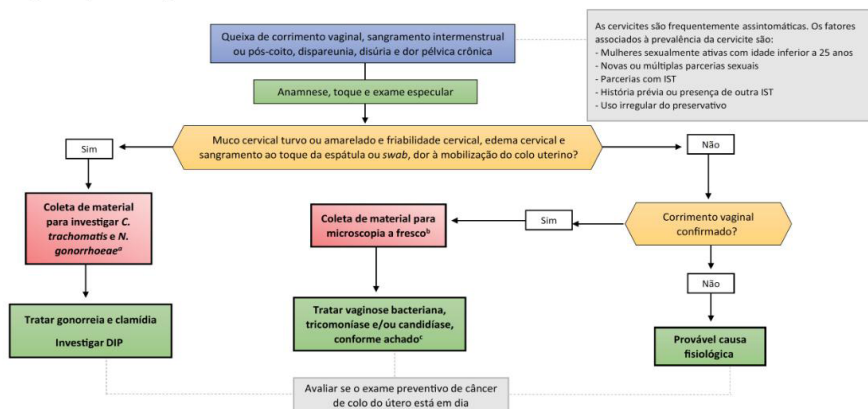 Queixa de corrimento vaginal, sangramento intermenstrual
ou pós-coito, dispareunia, disúria e dor pélvica crônica
As cervicites são frequentemente assintomáticas. Os fatores
associados à prevalência da cervicite são:
- Mulheres sexualmente ativas com idade inferior a 25 anos
- Novas ou múltiplas parcerias sexuais
- Parcerias com IST
- História prévia ou presença de outra IST
- Uso irregular do preservativo
Anamnese, toque e exame especular
Muco cervical turvo ou amarelado e friabilidade cervical, edema cervical e
sangramento ao toque da espátula ou swab, dor à mobilização do colo uterino?
Sim
Não
Coleta de material
para investigar C.
trachomatis e N.
gonorrhoeaeᵃ
Coleta de material para
microscopia a frescoᵇ
Sim
Corrimento vaginal
confirmado?
Não
Tratar gonorreia e clamídia
Investigar DIP
Tratar vaginose bacteriana,
tricomoníase e/ou candidíase,
conforme achadoᶜ
Provável causa
fisiológica
Avaliar se o exame preventivo de câncer
de colo do útero está em dia